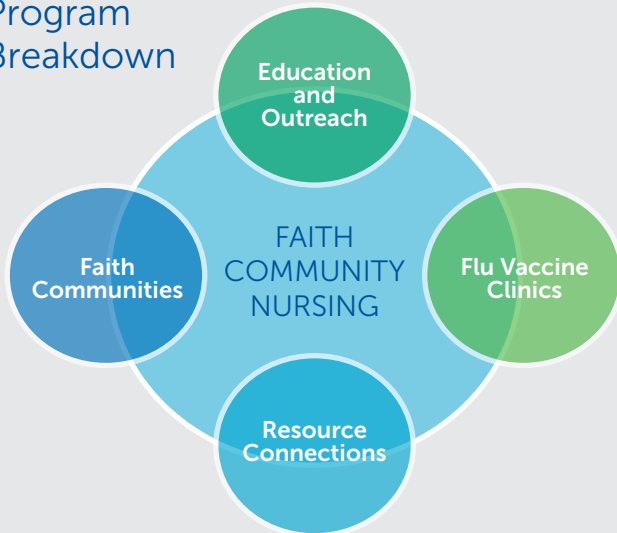 Program
Breakdown
Education
and
Outreach
Faith
Communities
FAITH
COMMUNITY
NURSING
Flu Vaccine
Clinics
Resource
Connections